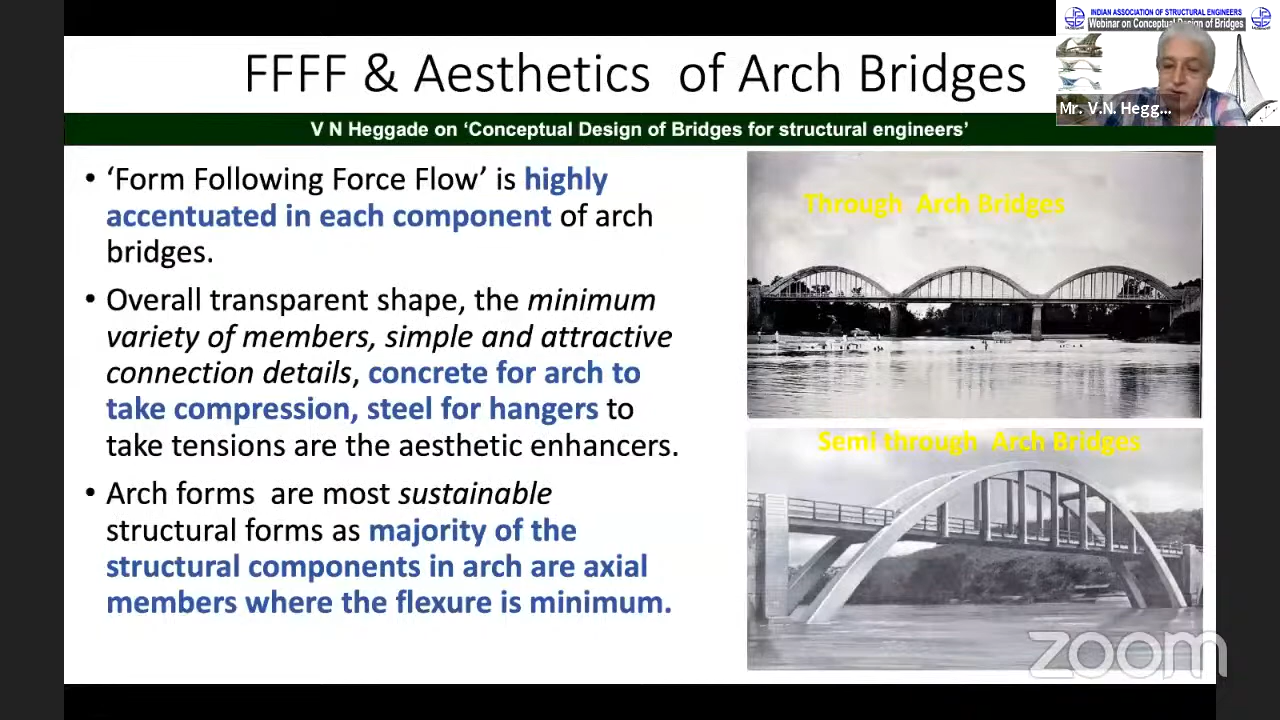 INDIAN ASSOCIATION OF STRUCTURAL ENGINEERS
Webinar on Conceptual Design of Bridges
Mr. V.N. Hegg...
FFFF & Aesthetics of Arch Bridges
V N Heggade on ‘Conceptual Design of Bridges for structural engineers’
• ‘Form Following Force Flow’ is highly
accentuated in each component of arch
bridges.
• Overall transparent shape, the minimum
variety of members, simple and attractive
connection details, concrete for arch to
take compression, steel for hangers to
take tensions are the aesthetic enhancers.
• Arch forms are most sustainable
structural forms as majority of the
structural components in arch are axial
members where the flexure is minimum.
Through Arch Bridges
Semi through Arch Bridges
zoom